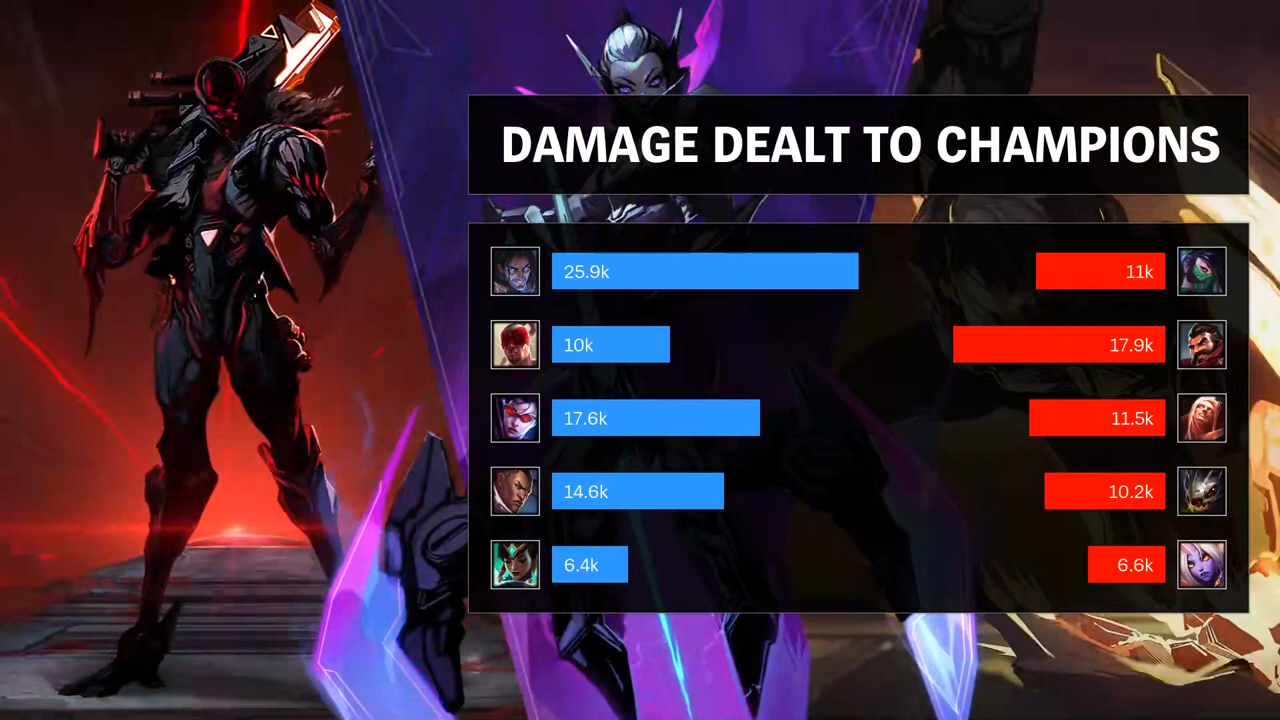 DAMAGE DEALT TO CHAMPIONS
25.9k 11k
10k 17.9k
17.6k 11.5k
14.6k 10.2k
6.4k 6.6k